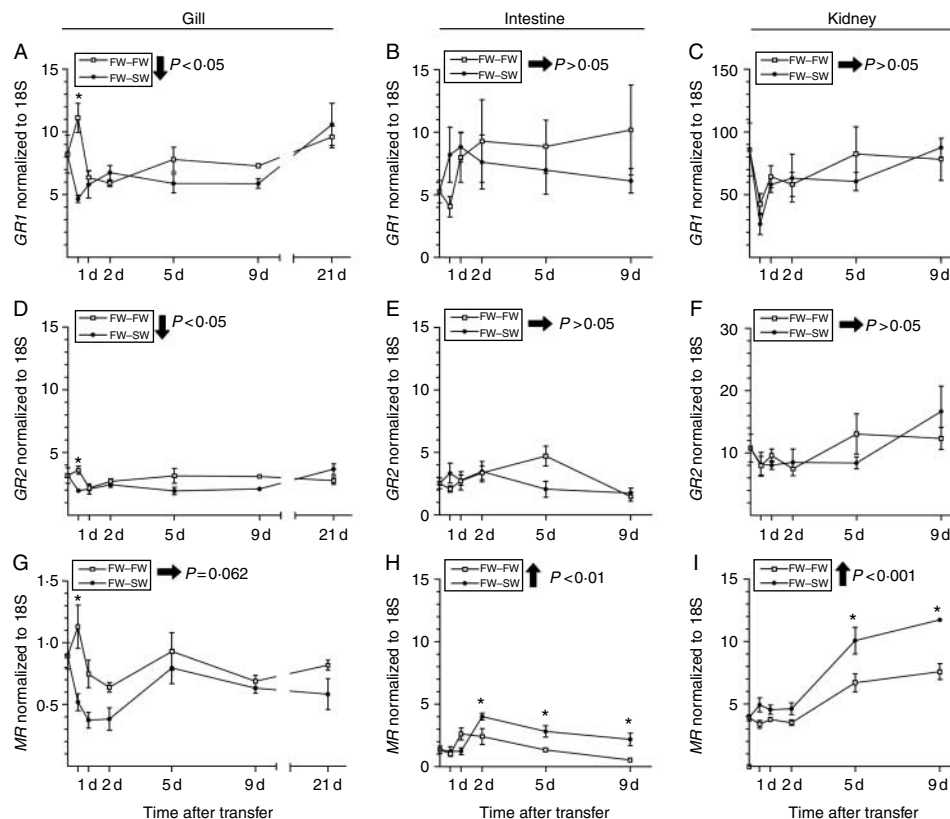 Gill
Intestine
Kidney
A
FW–FW
FW–SW
P<0·05
15
10
5
*
GR1 normalized to 18S
1 d 2 d 5 d 9 d 21 d
B
FW–FW
FW–SW
P>0·05
15
10
5
0
GR1 normalized to 18S
1 d 2 d 5 d 9 d
C
FW–FW
FW–SW
P>0·05
150
100
50
GR1 normalized to 18S
1 d 2 d 5 d 9 d
D
FW–FW
FW–SW
P<0·05
15
10
5
*
GR2 normalized to 18S
1 d 2 d 5 d 9 d 21 d
E
FW–FW
FW–SW
P>0·05
15
10
5
0
GR2 normalized to 18S
1 d 2 d 5 d 9 d
F
FW–FW
FW–SW
P>0·05
30
20
10
GR2 normalized to 18S
1 d 2 d 5 d 9 d
G
FW–FW
FW–SW
P=0·062
1·5
1·0
0·5
*
MR normalized to 18S
1 d 2 d 5 d 9 d 21 d
Time after transfer
H
FW–FW
FW–SW
P<0·01
15
10
5
0
* * *
MR normalized to 18S
1 d 2 d 5 d 9 d
Time after transfer
I
FW–FW
FW–SW
P<0·001
15
10
5
0
* *
MR normalized to 18S
1 d 2 d 5 d 9 d
Time after transfer